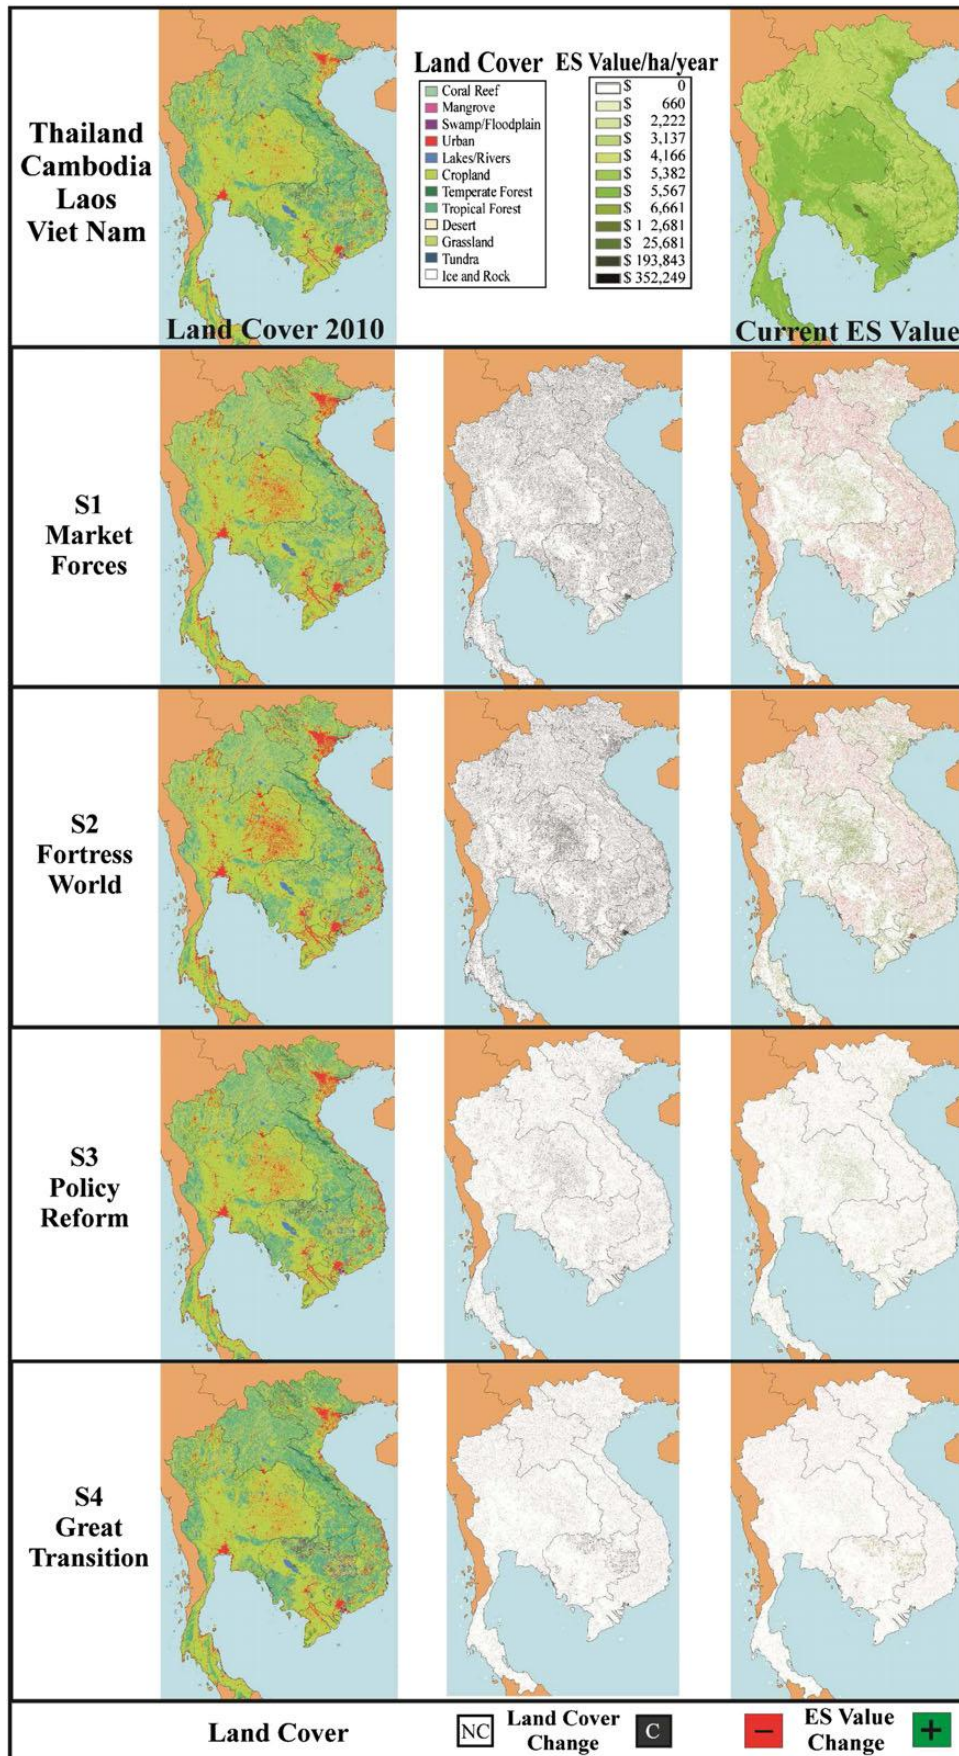 Thailand
Cambodia
Laos
Viet Nam
Land Cover 2010
Land Cover
Coral Reef
Mangrove
Swamp/Floodplain
Urban
Lakes/Rivers
Cropland
Temperate Forest
Tropical Forest
Desert
Grassland
Tundra
Ice and Rock
ES Value/ha/year
$ 0
$ 660
$ 2,222
$ 3,137
$ 4,166
$ 5,382
$ 5,567
$ 6,661
$ 1 2,681
$ 25,681
$ 193,843
$ 352,249
Current ES Value
S1
Market
Forces
S2
Fortress
World
S3
Policy
Reform
S4
Great
Transition
Land Cover
NC
Land Cover
Change
C
−
ES Value
Change
+